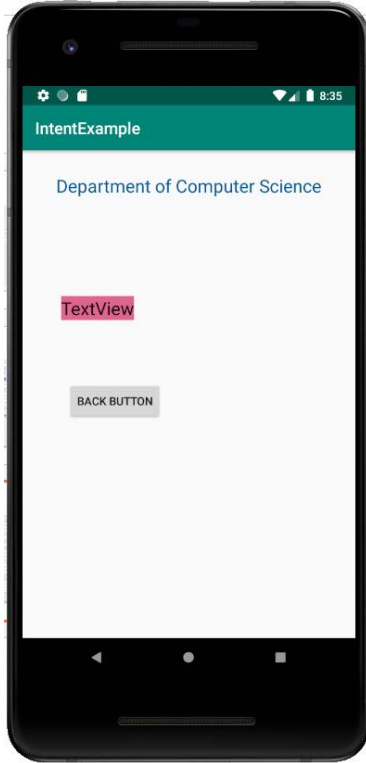 8:35
IntentExample
Department of Computer Science
TextView
BACK BUTTON